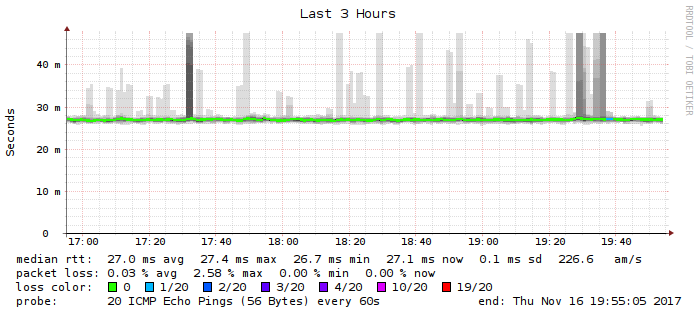 Last 3 Hours
RRDTOOL / TOBI OETIKER
Seconds
40 m
30 m
20 m
10 m
0
17:00 17:20 17:40 18:00 18:20 18:40 19:00 19:20 19:40
median rtt: 27.0 ms avg 27.4 ms max 26.7 ms min 27.1 ms now 0.1 ms sd 226.6 am/s
packet loss: 0.03 % avg 2.58 % max 0.00 % min 0.00 % now
loss color: 0 1/20 2/20 3/20 4/20 10/20 19/20
probe: 20 ICMP Echo Pings (56 Bytes) every 60s end: Thu Nov 16 19:55:05 2017